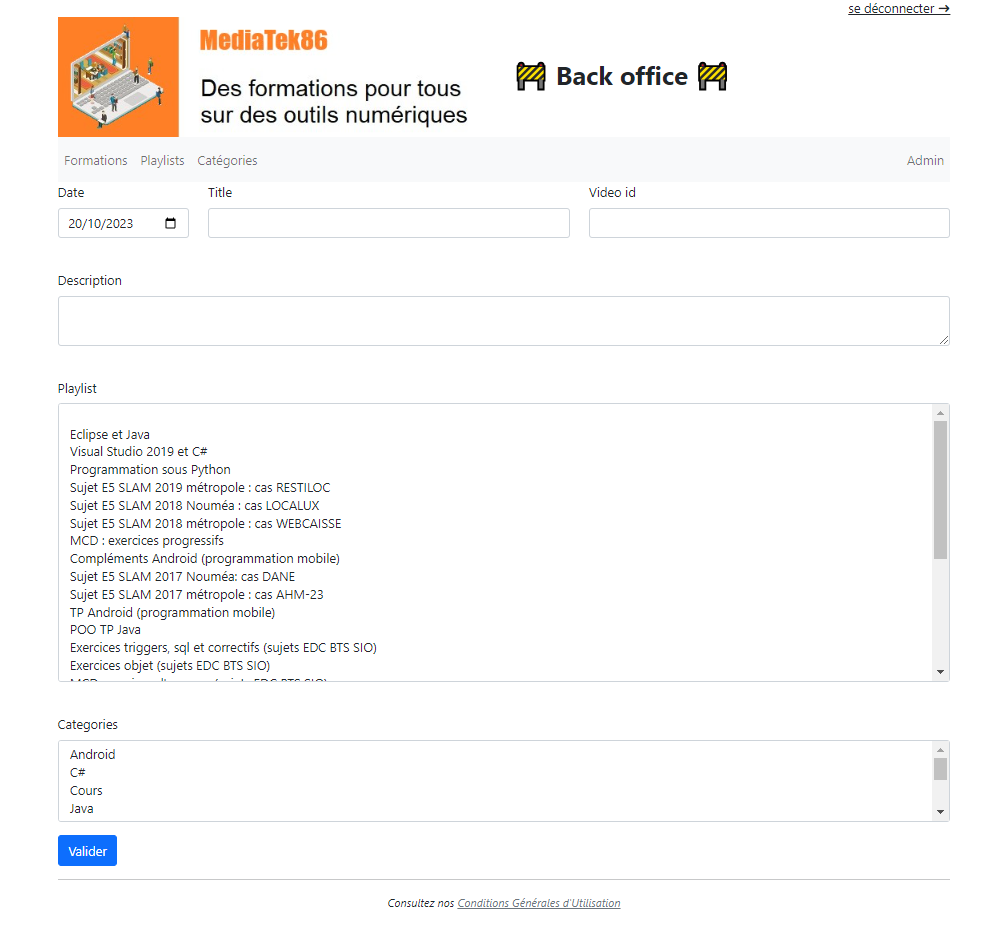 se déconnecter →
MediaTek86
Des formations pour tous
sur des outils numériques
🚧 Back office 🚧
Formations Playlists Catégories Admin
Date Title Video id
20/10/2023
Description
Playlist
Eclipse et Java
Visual Studio 2019 et C#
Programmation sous Python
Sujet E5 SLAM 2019 métropole : cas RESTILOC
Sujet E5 SLAM 2018 Nouméa : cas LOCALUX
Sujet E5 SLAM 2018 métropole : cas WEBCAISSE
MCD : exercices progressifs
Compléments Android (programmation mobile)
Sujet E5 SLAM 2017 Nouméa: cas DANE
Sujet E5 SLAM 2017 métropole : cas AHM-23
TP Android (programmation mobile)
POO TP Java
Exercices triggers, sql et correctifs (sujets EDC BTS SIO)
Exercices objet (sujets EDC BTS SIO)
Categories
Android
C#
Cours
Java
Valider
Consultez nos Conditions Générales d'Utilisation